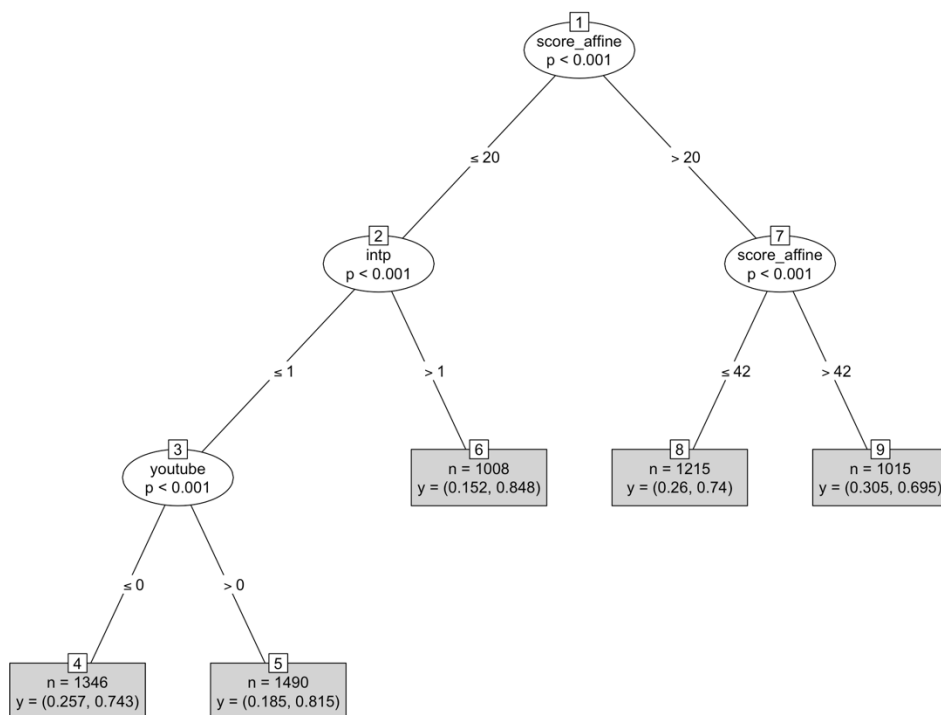 1
score_affine
p < 0.001
≤ 20
> 20
2
intp
p < 0.001
7
score_affine
p < 0.001
≤ 1
> 1
≤ 42
> 42
3
youtube
p < 0.001
6
n = 1008
y = (0.152, 0.848)
8
n = 1215
y = (0.26, 0.74)
9
n = 1015
y = (0.305, 0.695)
≤ 0
> 0
4
n = 1346
y = (0.257, 0.743)
5
n = 1490
y = (0.185, 0.815)